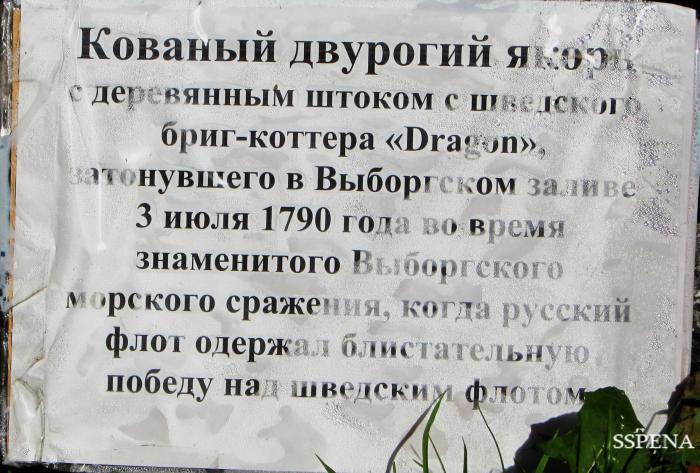 Кованый двурогий якорь
с деревянным штоком с шведского
бриг-коттера «Dragon»,
затонувшего в Выборгском заливе
3 июля 1790 года во время
знаменитого Выборгского
морского сражения, когда русский
флот одержал блистательную
победу над шведским флотом
SSPENA